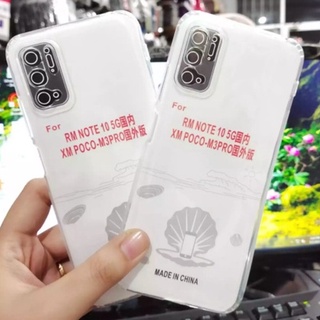 For
RM NOTE 10 5G国内
XM POCO-M3PRO国外版
For
RM NOTE 10 5G国内
XM POCO-M3PRO国外版
MADE IN CHINA